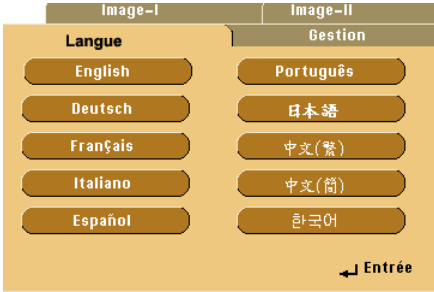 Image-I Image-II
Langue Gestion
English Português
Deutsch 日本語
Français 中文(繁)
Italiano 中文(簡)
Español 한국어
Entrée